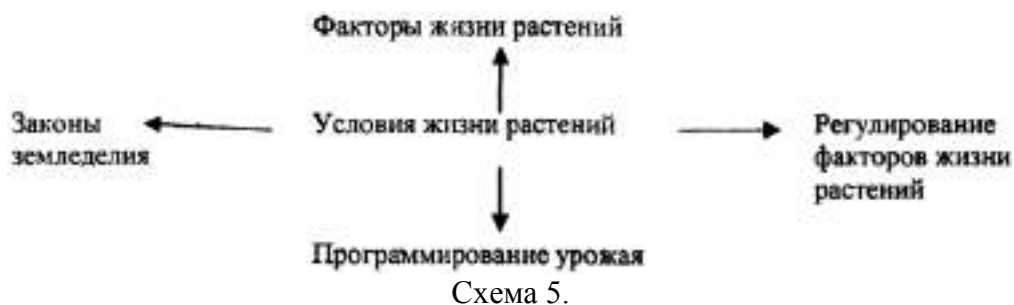 Факторы жизни растений
Законы
земледелия
Условия жизни растений
Регулирование
факторов жизни
растений
Программирование урожая
Схема 5.